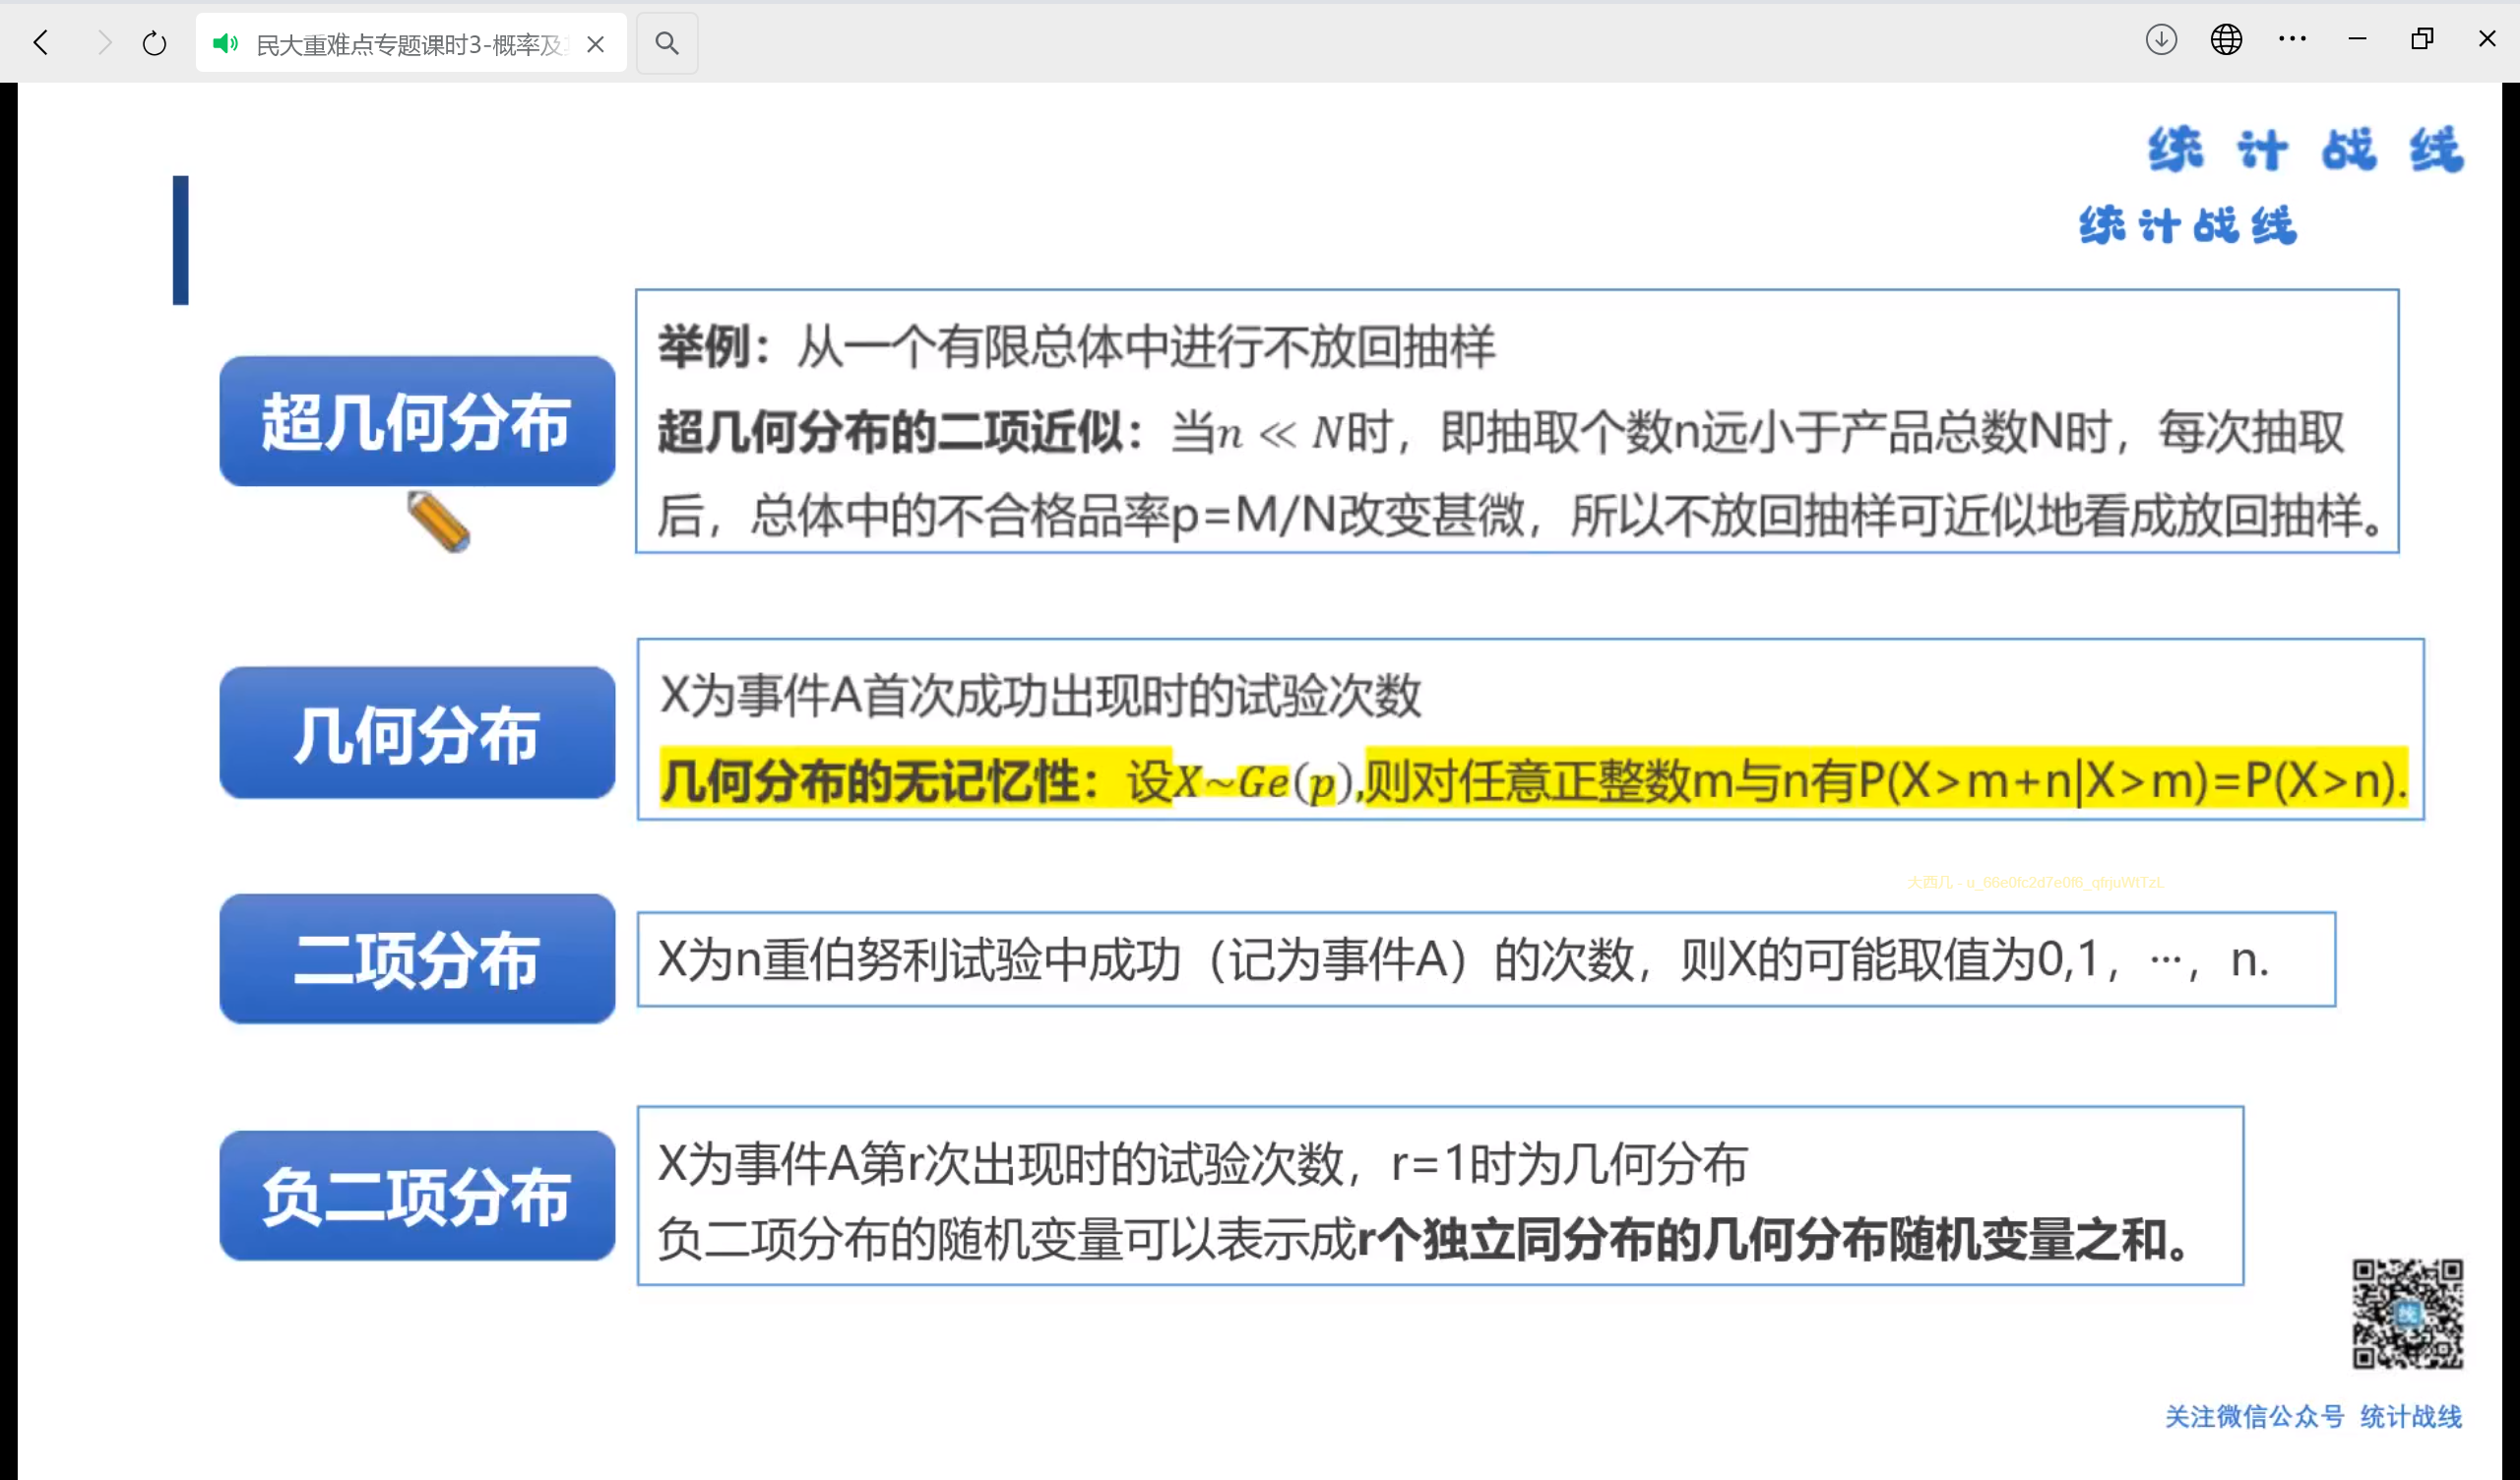 民大重难点专题课时3-概率及
统计战线
统计战线
超几何分布
举例：从一个有限总体中进行不放回抽样
超几何分布的二项近似：当n ≪ N时，即抽取个数n远小于产品总数N时，每次抽取
后，总体中的不合格品率p=M/N改变甚微，所以不放回抽样可近似地看成放回抽样。
几何分布
X为事件A首次成功出现时的试验次数
几何分布的无记忆性：设X~Ge(p),则对任意正整数m与n有P(X>m+n|X>m)=P(X>n).
大西几 - u_66e0fc2d7e0f6_qfrjuWtTzL
二项分布
X为n重伯努利试验中成功（记为事件A）的次数，则X的可能取值为0,1，…，n.
负二项分布
X为事件A第r次出现时的试验次数，r=1时为几何分布
负二项分布的随机变量可以表示成r个独立同分布的几何分布随机变量之和。
统
关注微信公众号 统计战线